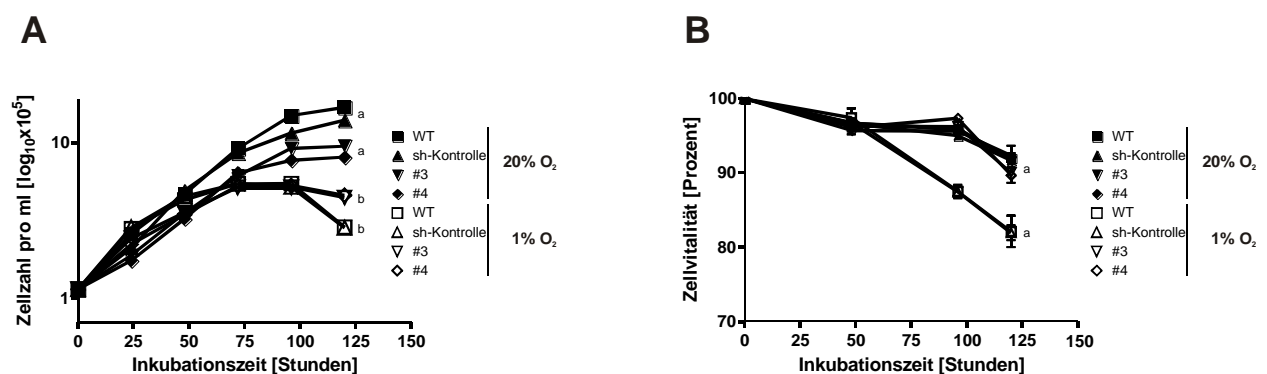 A
Zellzahl pro ml [log₁₀x10⁵]
10
1
0 25 50 75 100 125 150
Inkubationszeit [Stunden]
a
a
b
b
WT
sh-Kontrolle
#3
#4
20% O₂
WT
sh-Kontrolle
#3
#4
1% O₂
B
Zellvitalität [Prozent]
100
90
80
70
0 25 50 75 100 125 150
Inkubationszeit [Stunden]
a
a
WT
sh-Kontrolle
#3
#4
20% O₂
WT
sh-Kontrolle
#3
#4
1% O₂